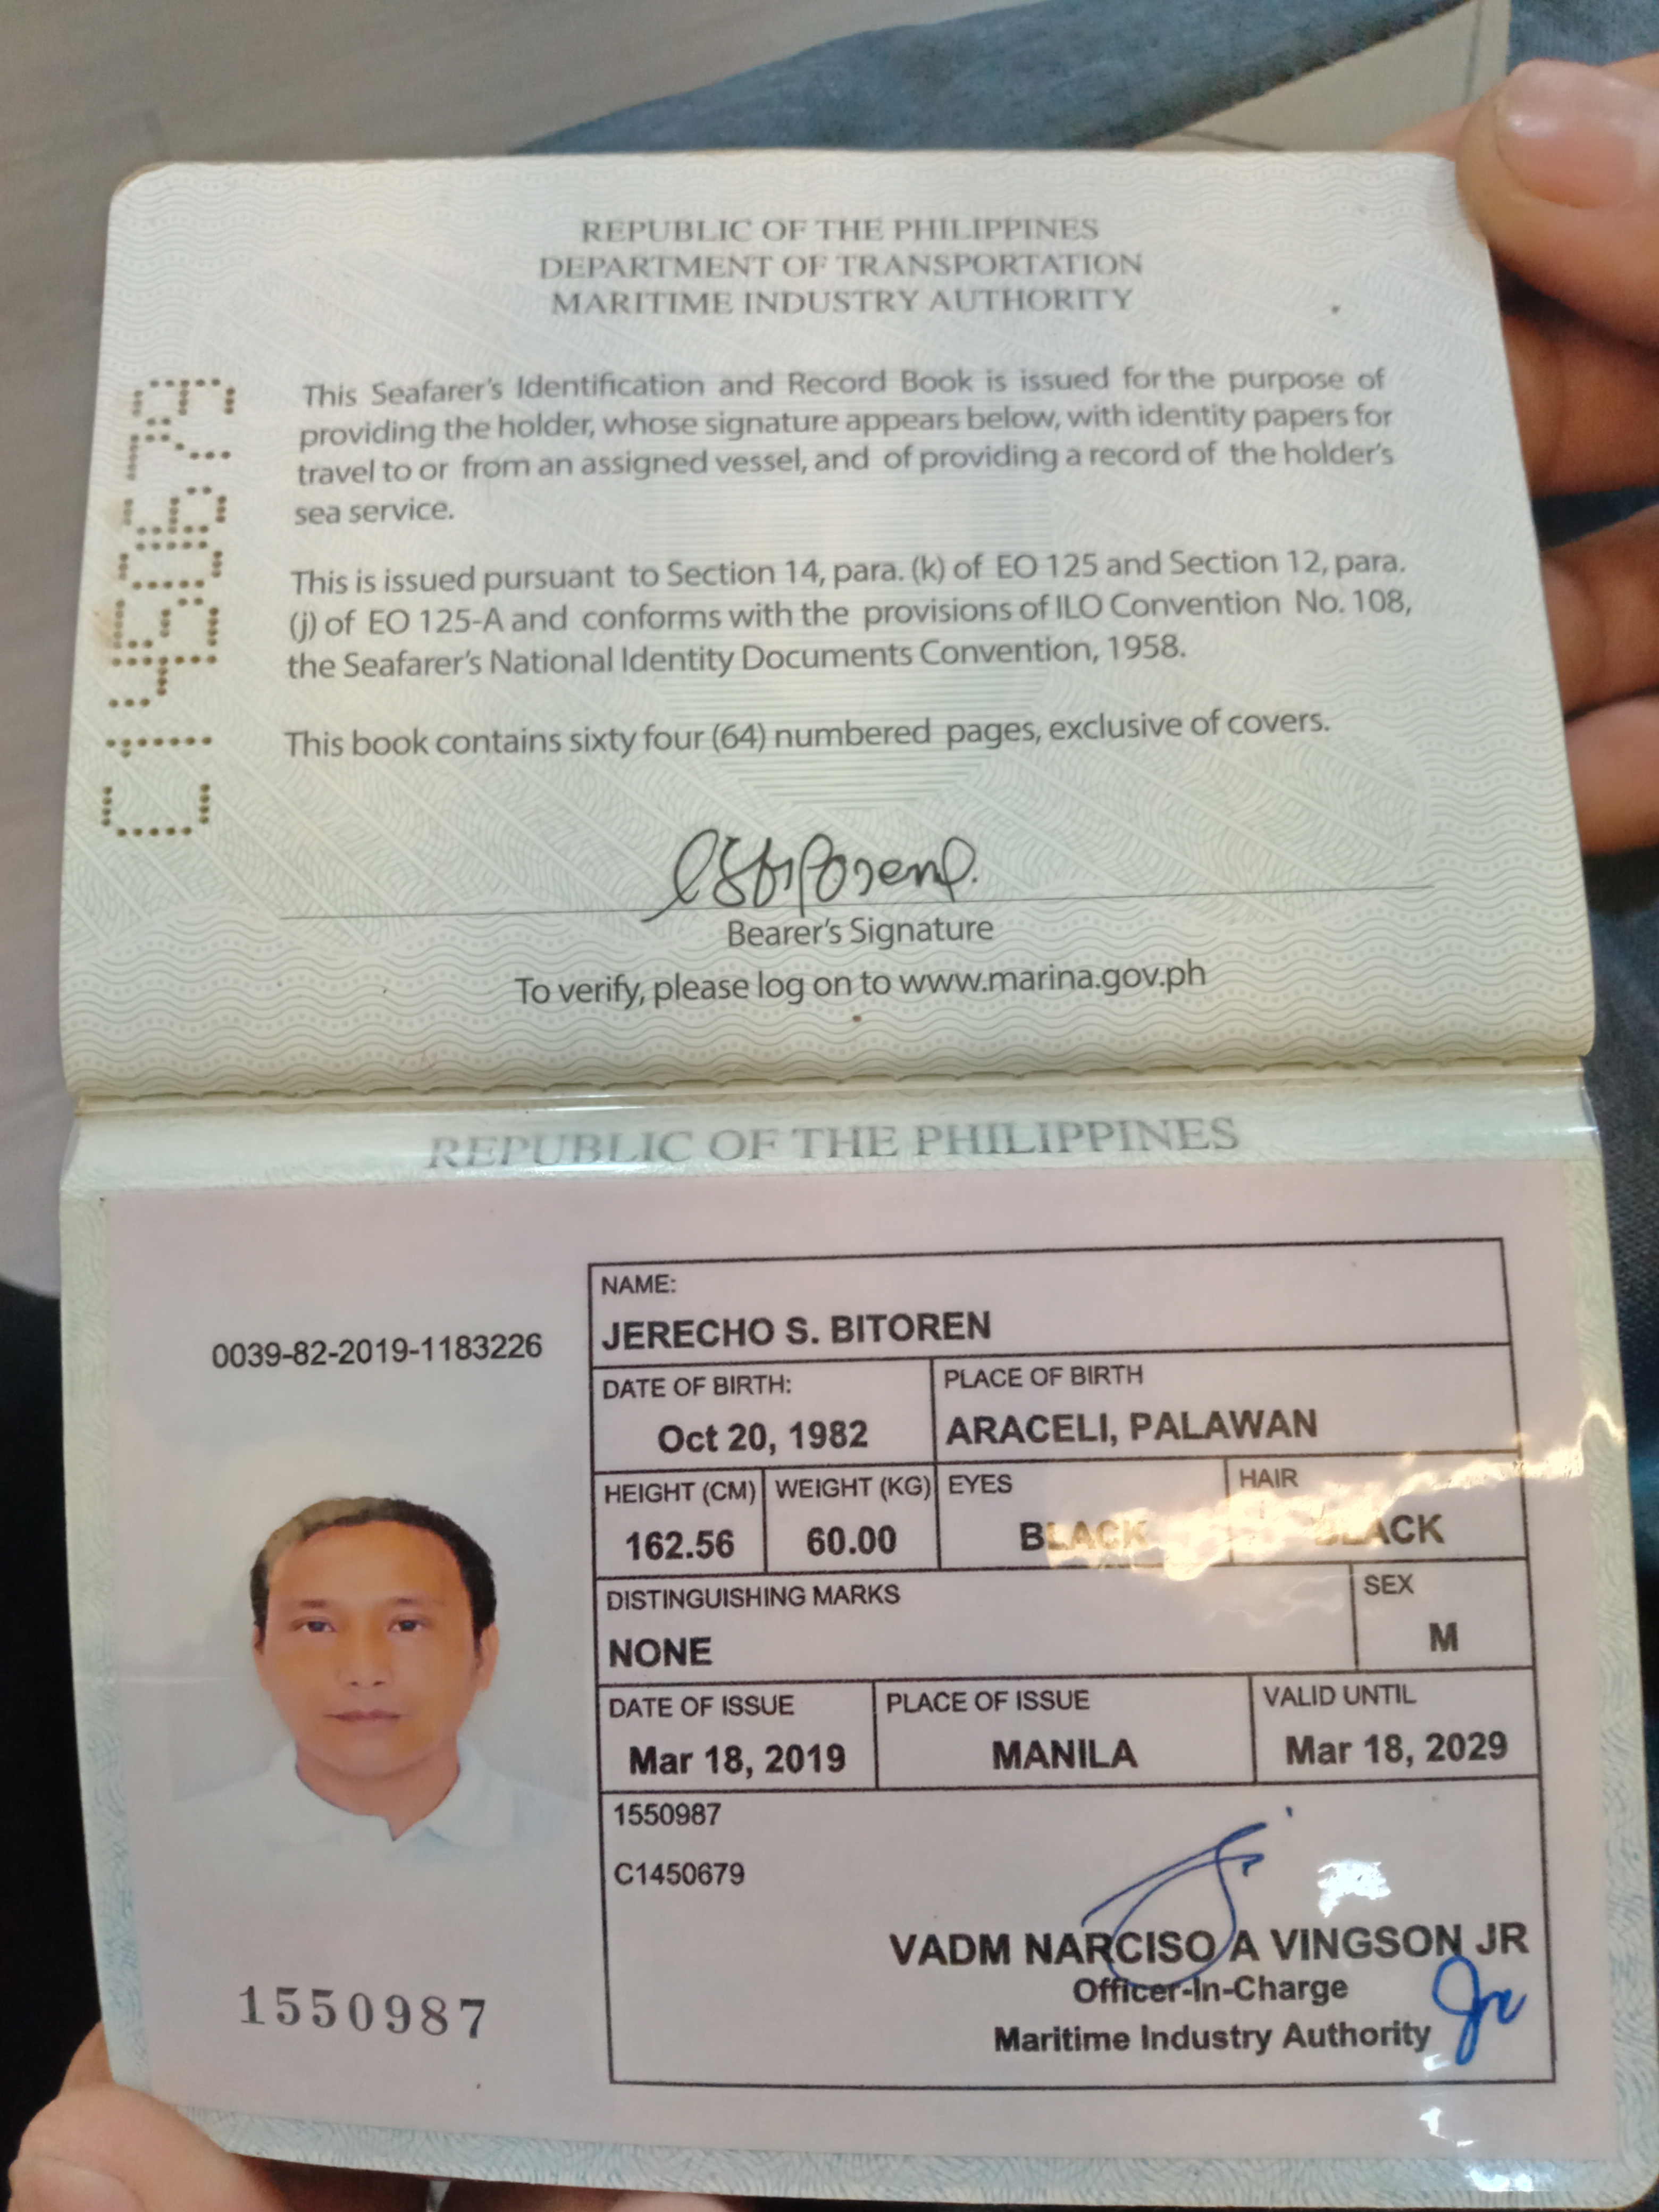 REPUBLIC OF THE PHILIPPINES
DEPARTMENT OF TRANSPORTATION
MARITIME INDUSTRY AUTHORITY
This Seafarer's Identification and Record Book is issued for the purpose of
providing the holder, whose signature appears below, with identity papers for
travel to or from an assigned vessel, and of providing a record of the holder's
sea service.
This is issued pursuant to Section 14, para. (k) of EO 125 and Section 12, para.
(j) of EO 125-A and conforms with the provisions of ILO Convention No. 108,
the Seafarer's National Identity Documents Convention, 1958.
This book contains sixty four (64) numbered pages, exclusive of covers.
Bearer's Signature
To verify, please log on to www.marina.gov.ph
C1450679
REPUBLIC OF THE PHILIPPINES
0039-82-2019-1183226
NAME:
JERECHO S. BITOREN
DATE OF BIRTH:
Oct 20, 1982
PLACE OF BIRTH
ARACELI, PALAWAN
HEIGHT (CM)
162.56
WEIGHT (KG)
60.00
EYES
BLACK
HAIR
BLACK
DISTINGUISHING MARKS
NONE
SEX
M
DATE OF ISSUE
Mar 18, 2019
PLACE OF ISSUE
MANILA
VALID UNTIL
Mar 18, 2029
1550987
C1450679
VADM NARCISO A VINGSON JR
Officer-In-Charge
Maritime Industry Authority
1550987